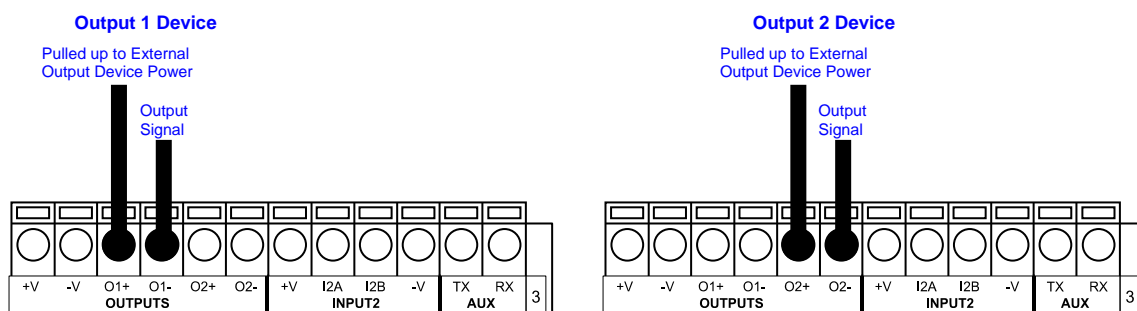 Output 1 Device
Pulled up to External
Output Device Power
Output
Signal
+V -V O1+ O1- O2+ O2- +V I2A I2B -V TX RX
OUTPUTS INPUT2 AUX
3
Output 2 Device
Pulled up to External
Output Device Power
Output
Signal
+V -V O1+ O1- O2+ O2- +V I2A I2B -V TX RX
OUTPUTS INPUT2 AUX
3